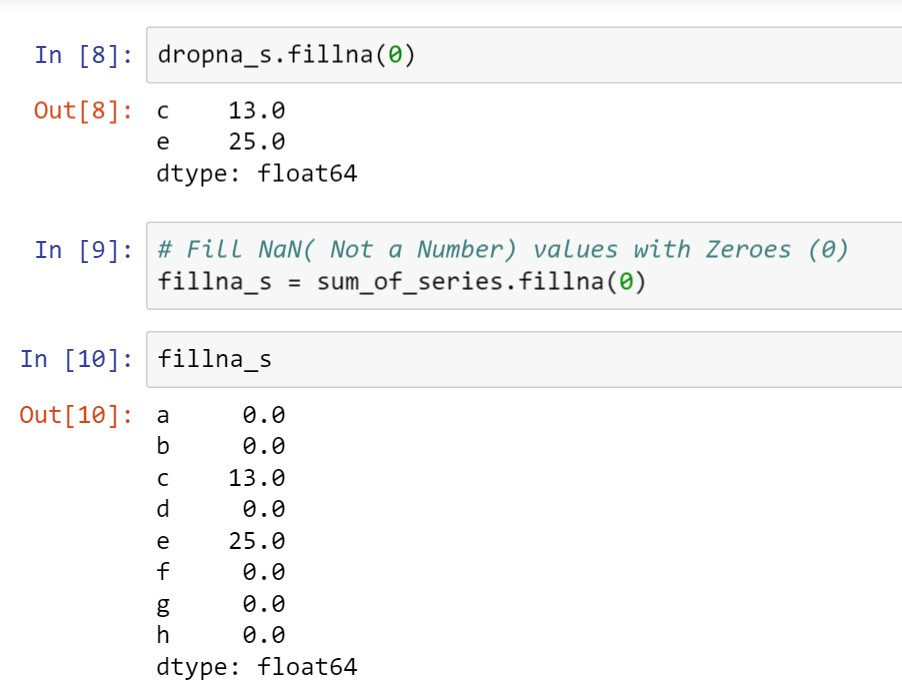 In [8]: dropna_s.fillna(0)
Out[8]: c 13.0
e 25.0
dtype: float64
In [9]: # Fill NaN( Not a Number) values with Zeroes (0)
fillna_s = sum_of_series.fillna(0)
In [10]: fillna_s
Out[10]: a 0.0
b 0.0
c 13.0
d 0.0
e 25.0
f 0.0
g 0.0
h 0.0
dtype: float64